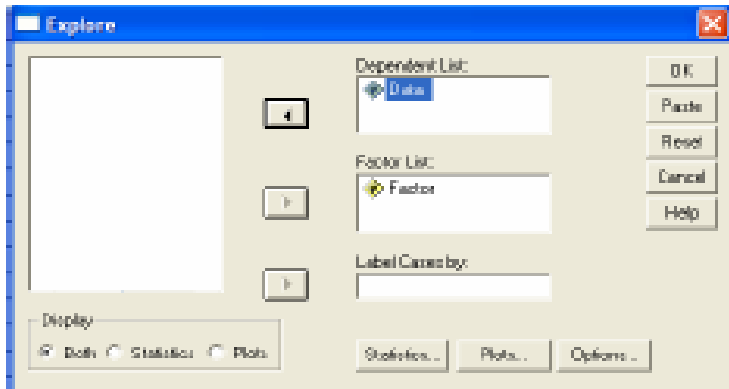 Explore
Dependent List:
Data
Factor List:
Factor
Label Cases by:
OK
Paste
Reset
Cancel
Help
Display
Both Statistics Plots
Statistics... Plots... Options...